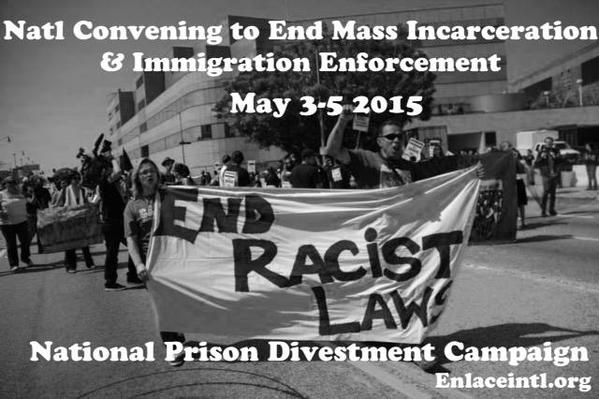 Natl Convening to End Mass Incarceration
& Immigration Enforcement
May 3-5 2015
END
RACIST
LAWS
National Prison Divestment Campaign
Enlaceintl.org